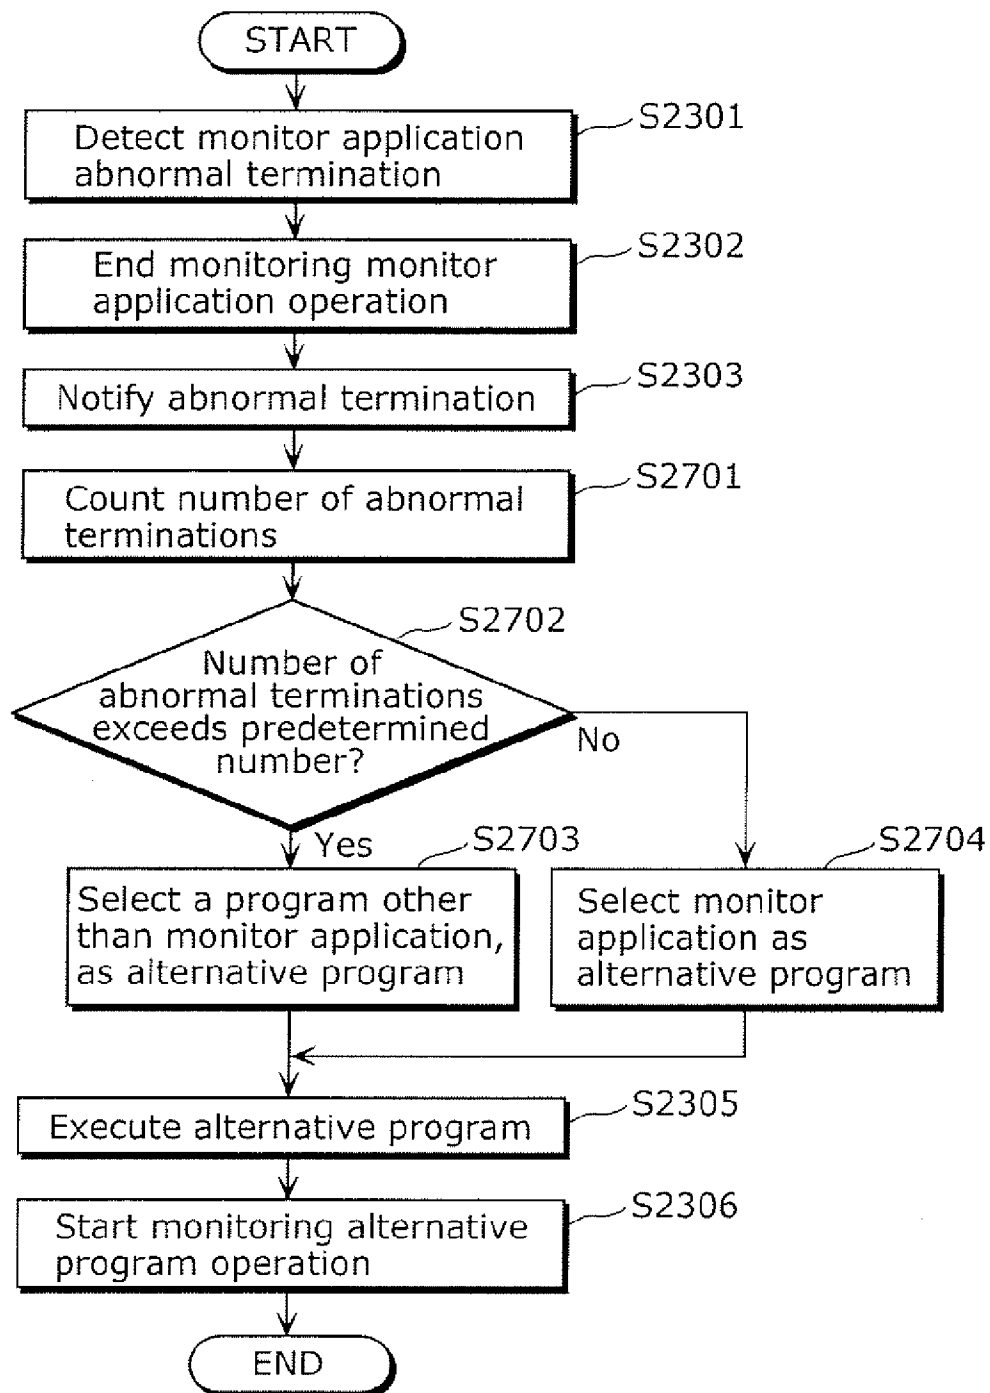 START
Detect monitor application
abnormal termination
S2301
End monitoring monitor
application operation
S2302
Notify abnormal termination
S2303
Count number of abnormal
terminations
S2701
S2702
Number of
abnormal terminations
exceeds predetermined
number?
No
Yes
S2703
Select a program other
than monitor application,
as alternative program
S2704
Select monitor
application as
alternative program
Execute alternative program
S2305
Start monitoring alternative
program operation
S2306
END